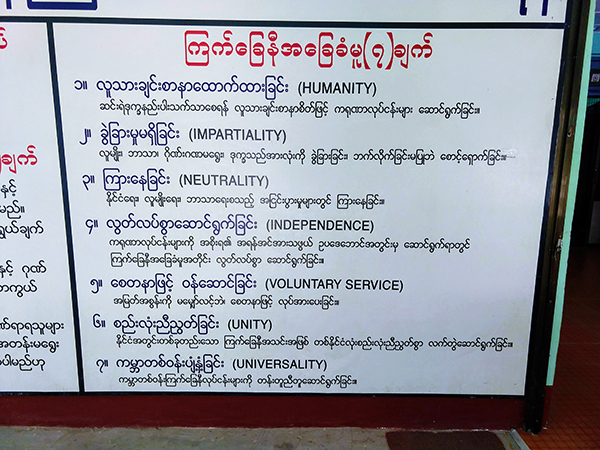 ကြက်ခြေနီအခြေခံမူ(၇)ချက်
၁။ လူသားချင်းစာနာထောက်ထားခြင်း (HUMANITY)
ဆင်းရဲဒုက္ခနည်းပါးသက်သာစေရန် လူသားချင်းစာနာစိတ်ဖြင့် ကရုဏာလုပ်ငန်းများ ဆောင်ရွက်ခြင်း။
၂။ ခွဲခြားမှုမရှိခြင်း (IMPARTIALITY)
လူမျိုး၊ ဘာသာ၊ ဂိုဏ်းဂဏမရွေး၊ ဒုက္ခသည်အားလုံးကို ခွဲခြားခြင်း၊ ဘက်လိုက်ခြင်းမပြုဘဲ စောင့်ရှောက်ခြင်း။
၃။ ကြားနေခြင်း (NEUTRALITY)
နိုင်ငံရေး၊ လူမျိုးရေး၊ ဘာသာရေးစသည့် အငြင်းပွားမှုများတွင် ကြားနေခြင်း။
၄။ လွတ်လပ်စွာဆောင်ရွက်ခြင်း (INDEPENDENCE)
ကရုဏာလုပ်ငန်းများကို အစိုးရ၏ အရန်အင်အားသဖွယ် ဥပဒေဘောင်အတွင်းမှ ဆောင်ရွက်ရာတွင်
ကြက်ခြေနီအခြေခံမူအတိုင်း လွတ်လပ်စွာ ဆောင်ရွက်ခြင်း။
၅။ စေတနာဖြင့် ဝန်ဆောင်ခြင်း (VOLUNTARY SERVICE)
အမြတ်အစွန်းကို မမျှော်လင့်ဘဲ၊ စေတနာဖြင့် လုပ်အားပေးခြင်း။
၆။ စည်းလုံးညီညွတ်ခြင်း (UNITY)
နိုင်ငံအတွင်းတစ်ခုတည်းသော ကြက်ခြေနီအသင်းအဖြစ် တစ်နိုင်ငံလုံးစည်းလုံးညီညွတ်စွာ လက်တွဲဆောင်ရွက်ခြင်း။
၇။ ကမ္ဘာတစ်ဝန်းပျံ့နှံ့ခြင်း (UNIVERSALITY)
ကမ္ဘာတစ်ဝန်းကြက်ခြေနီလုပ်ငန်းများကို တန်းတူညီတူဆောင်ရွက်ခြင်း။